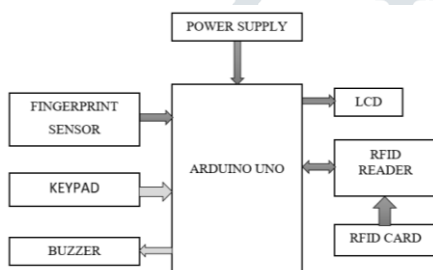 POWER SUPPLY
FINGERPRINT
SENSOR
KEYPAD
BUZZER
ARDUINO UNO
LCD
RFID
READER
RFID CARD